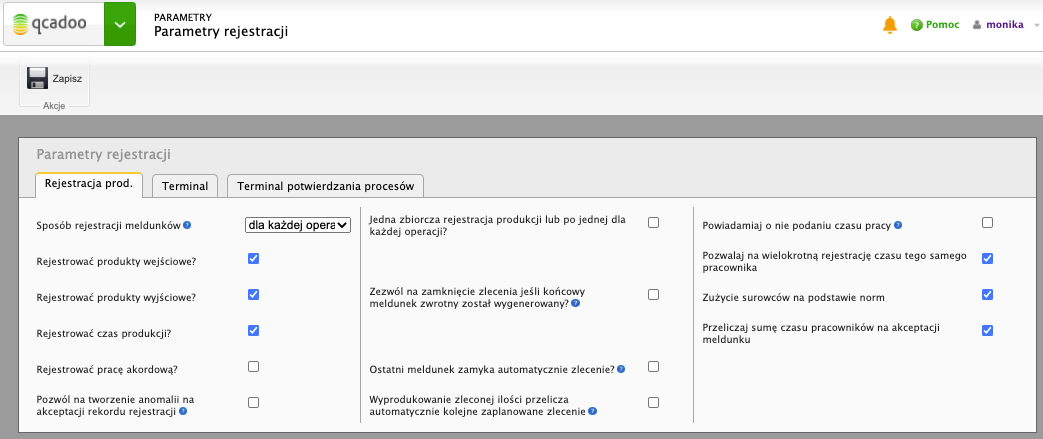 qcadoo
PARAMETRY
Parametry rejestracji
Pomoc
monika
Zapisz
Akcje
Parametry rejestracji
Rejestracja prod.
Terminal
Terminal potwierdzania procesów
Sposób rejestracji meldunków
dla każdej opera
Rejestrować produkty wejściowe?
Rejestrować produkty wyjściowe?
Rejestrować czas produkcji?
Rejestrować pracę akordową?
Pozwól na tworzenie anomalii na
akceptacji rekordu rejestracji
Jedna zbiorcza rejestracja produkcji lub po jednej dla
każdej operacji?
Zezwól na zamknięcie zlecenia jeśli końcowy
meldunek zwrotny został wygenerowany?
Ostatni meldunek zamyka automatycznie zlecenie?
Wyprodukowanie zleconej ilości przelicza
automatycznie kolejne zaplanowane zlecenie
Powiadamiaj o nie podaniu czasu pracy
Pozwalaj na wielokrotną rejestrację czasu tego samego
pracownika
Zużycie surowców na podstawie norm
Przeliczaj sumę czasu pracowników na akceptacji
meldunku